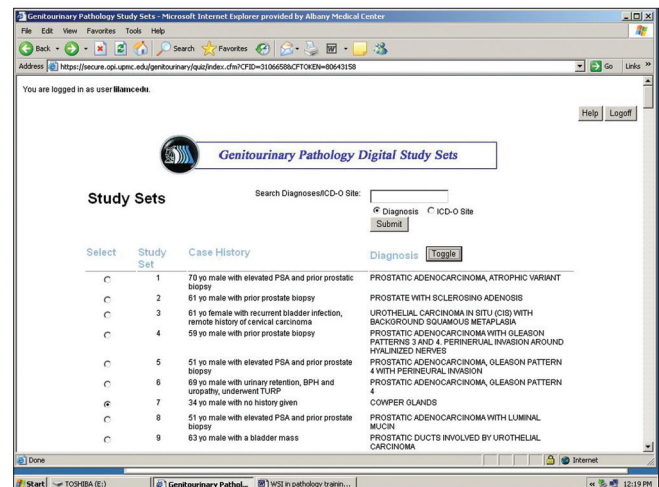 Genitourinary Pathology Study Sets - Microsoft Internet Explorer provided by Albany Medical Center
File Edit View Favorites Tools Help
Back Search Favorites
Address https://secure.opi.upmc.edu/genitourinary/quiz/index.cfm?CFID=3106658&CFTOKEN=80643158 Go Links »
You are logged in as user lilamcedu.
Help Logoff
Genitourinary Pathology Digital Study Sets
Study Sets
Search Diagnoses/ICD-O Site:
Diagnosis ICD-O Site
Submit
Select Study Set Case History Diagnosis Toggle
1 70 yo male with elevated PSA and prior prostatic biopsy PROSTATIC ADENOCARCINOMA, ATROPHIC VARIANT
2 61 yo male with prior prostate biopsy PROSTATE WITH SCLEROSING ADENOSIS
3 61 yo female with recurrent bladder infection, remote history of cervical carcinoma UROTHELIAL CARCINOMA IN SITU (CIS) WITH BACKGROUND SQUAMOUS METAPLASIA
4 59 yo male with prior prostate biopsy PROSTATIC ADENOCARCINOMA WITH GLEASON PATTERNS 3 AND 4. PERINERUAL INVASION AROUND HYALINIZED NERVES
5 51 yo male with elevated PSA and prior prostate biopsy PROSTATIC ADENOCARCINOMA, GLEASON PATTERN 4 WITH PERINEURAL INVASION
6 69 yo male with urinary retention, BPH and uropathy, underwent TURP PROSTATIC ADENOCARCINOMA, GLEASON PATTERN 4
7 34 yo male with no history given COWPER GLANDS
8 51 yo male with elevated PSA and prior prostate biopsy PROSTATIC ADENOCARCINOMA WITH LUMINAL MUCIN
9 63 yo male with a bladder mass PROSTATIC DUCTS INVOLVED BY UROTHELIAL CARCINOMA
Done Internet
Start TOSHIBA (E:) Genitourinary Pathol... WSI in pathology trainin... « 12:19 PM